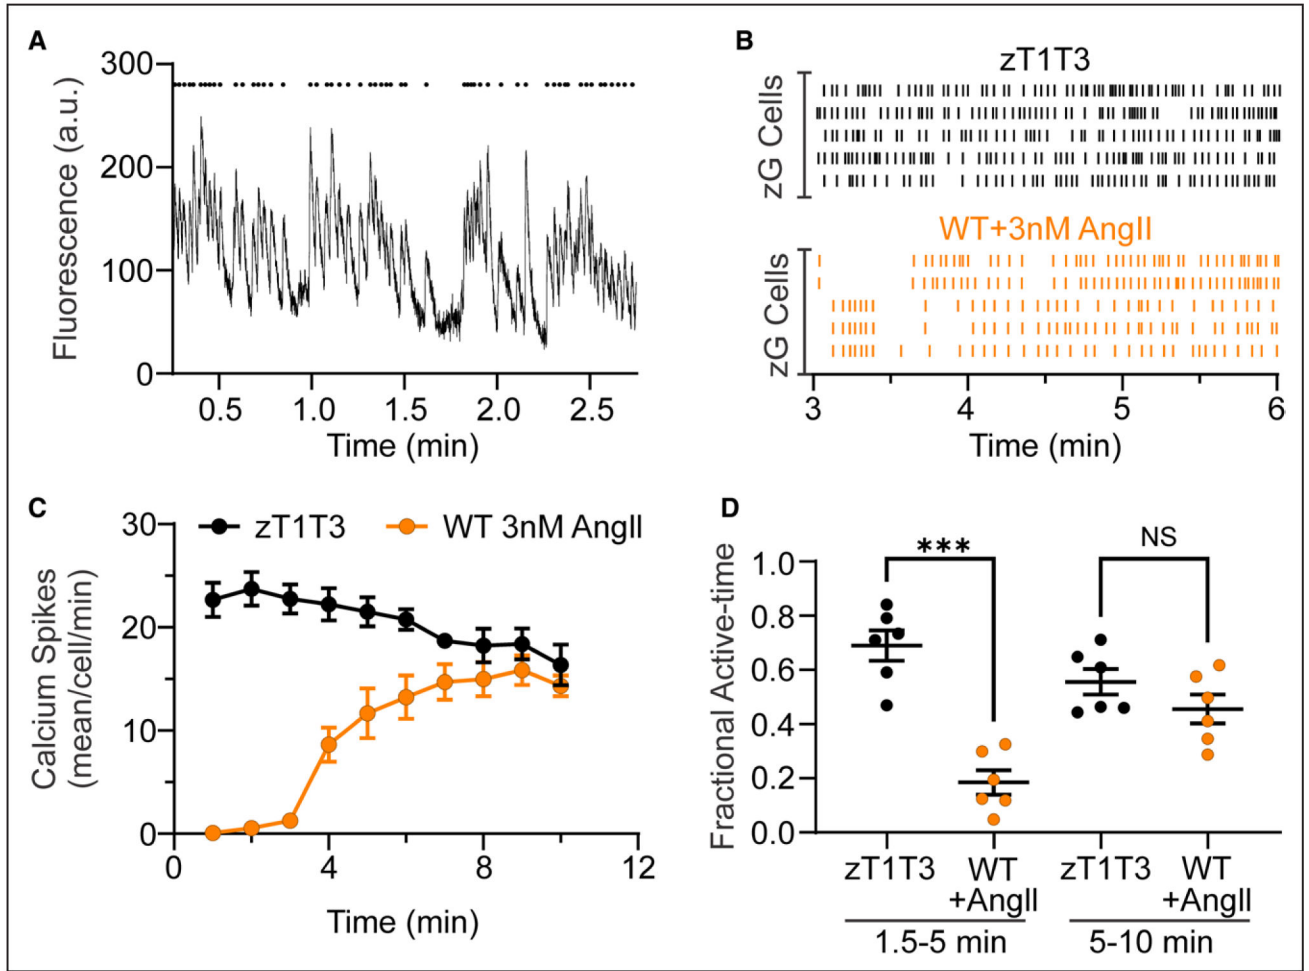 A
300
200
100
0
Fluorescence (a.u.)
0.5 1.0 1.5 2.0 2.5
Time (min)
B
zT1T3
zG Cells
WT+3nM AngII
zG Cells
3 4 5 6
Time (min)
C
zT1T3 WT 3nM AngII
30
20
10
0
Calcium Spikes
(mean/cell/min)
0 4 8 12
Time (min)
D
*** NS
1.0
0.8
0.6
0.4
0.2
0.0
Fractional Active-time
zT1T3 WT zT1T3 WT
+AngII +AngII
1.5-5 min 5-10 min